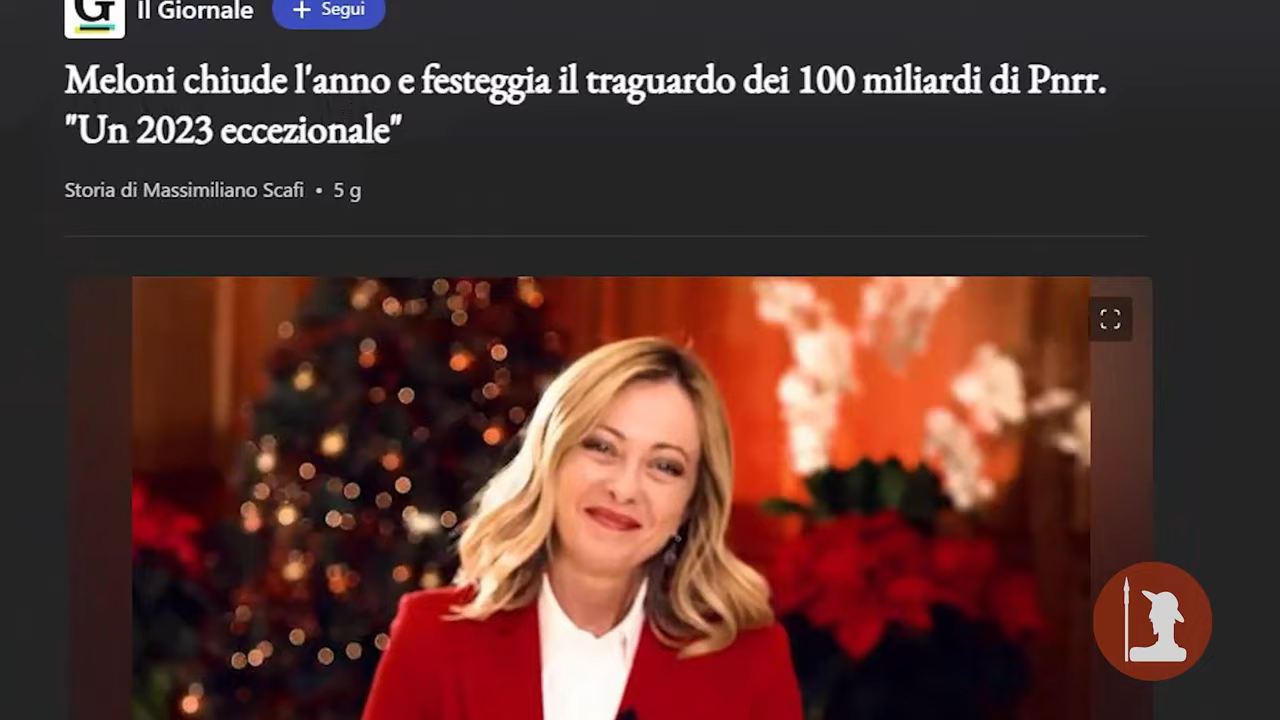 G
Il Giornale
+ Segui
Meloni chiude l'anno e festeggia il traguardo dei 100 miliardi di Pnrr.
"Un 2023 eccezionale"
Storia di Massimiliano Scafi • 5 g